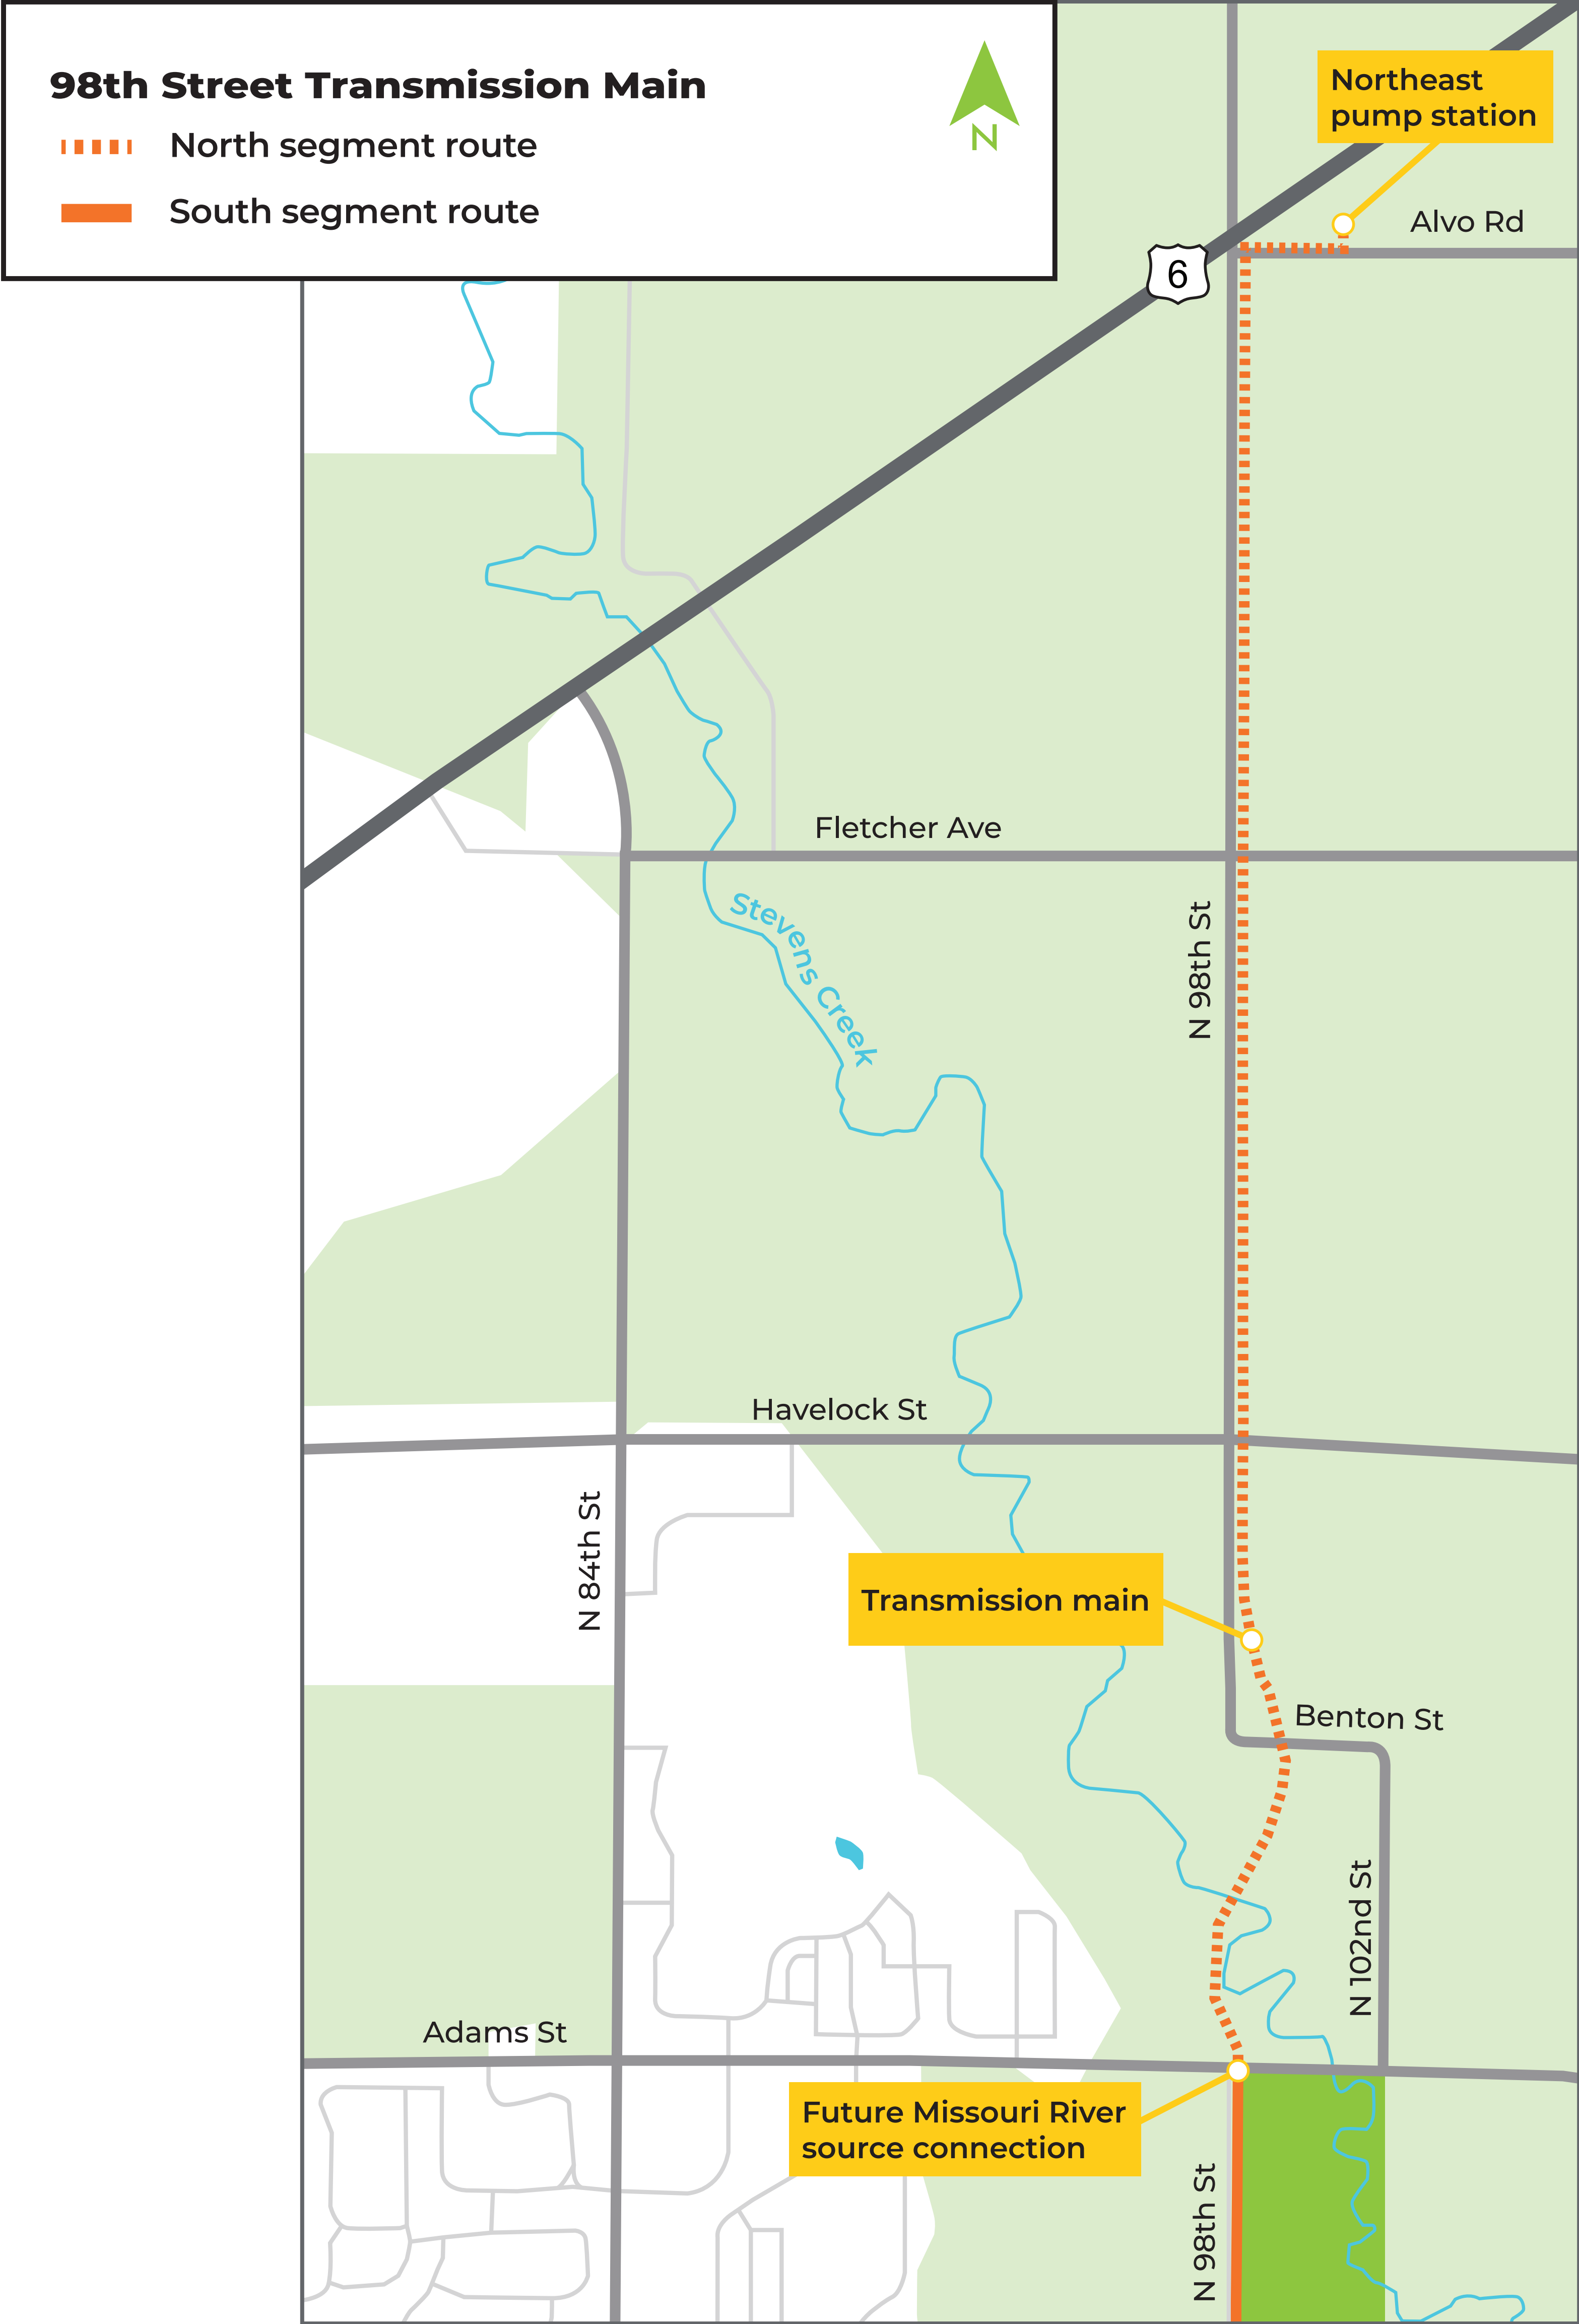 98th Street Transmission Main
North segment route
South segment route
N
Northeast
pump station
Alvo Rd
6
Fletcher Ave
Stevens Creek
N 98th St
Havelock St
N 84th St
Transmission main
Benton St
N 102nd St
Adams St
Future Missouri River
source connection
N 98th St